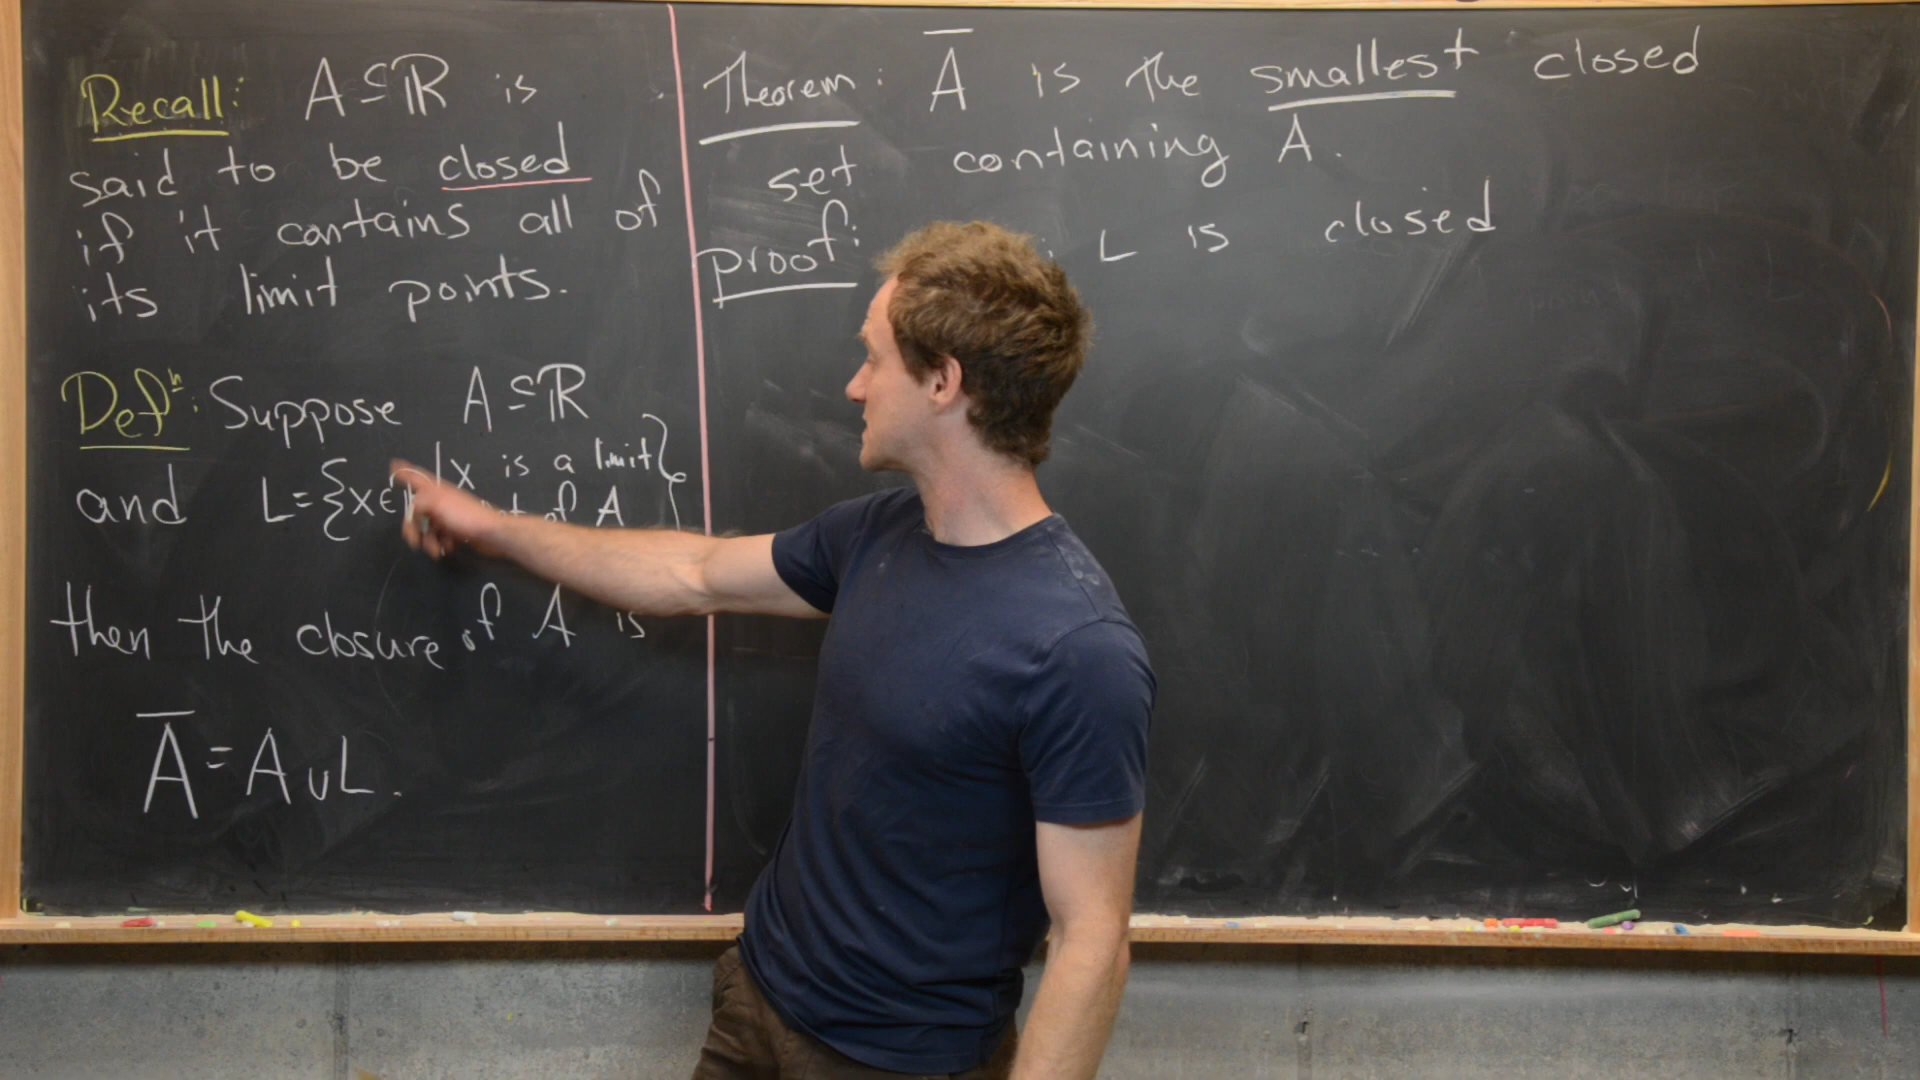 Recall: A ⊆ ℝ is
said to be closed
if it contains all of
its limit points.
Defⁿ: Suppose A ⊆ ℝ
and L = {x ∈ | x is a limit
of A }
then the closure of A is
A̅ = A ∪ L.
Theorem: A̅ is the smallest closed
set containing A.
proof: : L is closed